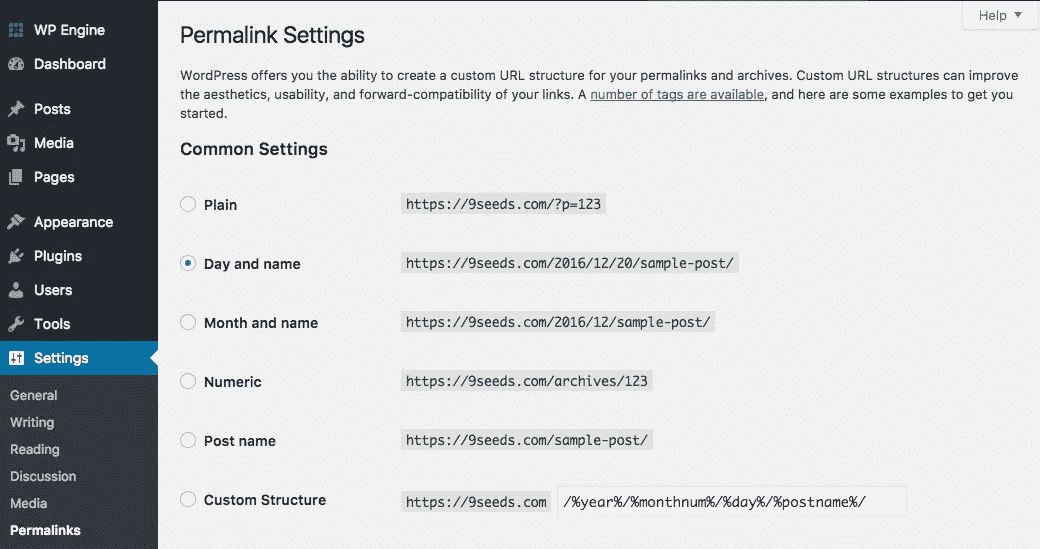 WP Engine
Dashboard
Posts
Media
Pages
Appearance
Plugins
Users
Tools
Settings
General
Writing
Reading
Discussion
Media
Permalinks
Help
Permalink Settings
WordPress offers you the ability to create a custom URL structure for your permalinks and archives. Custom URL structures can improve
the aesthetics, usability, and forward-compatibility of your links. A number of tags are available, and here are some examples to get you
started.
Common Settings
Plain https://9seeds.com/?p=123
Day and name https://9seeds.com/2016/12/20/sample-post/
Month and name https://9seeds.com/2016/12/sample-post/
Numeric https://9seeds.com/archives/123
Post name https://9seeds.com/sample-post/
Custom Structure https://9seeds.com /%year%/%monthnum%/%day%/%postname%/